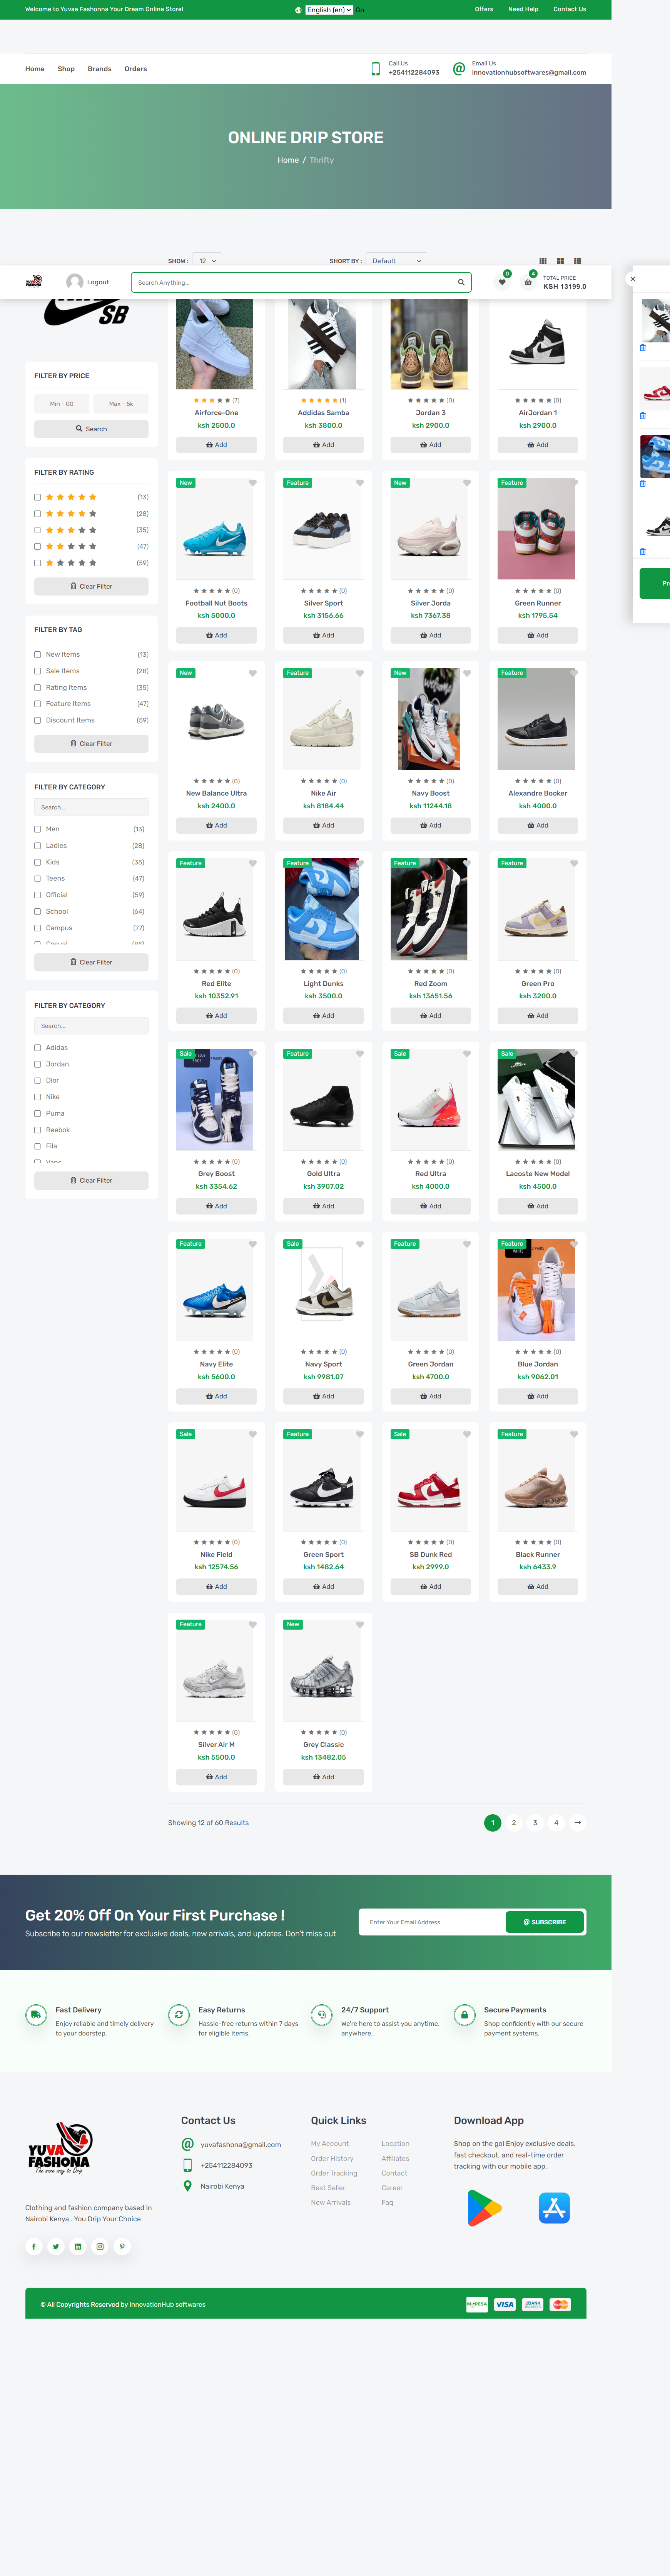 Welcome to Yuvaa Fashonna Your Dream Online Store!
English (en) Go
Offers Need Help Contact Us
Home Shop Brands Orders
Call Us
+254112284093
Email Us
innovationhubsoftwares@gmail.com
ONLINE DRIP STORE
Home / Thrifty
SHOW : 12
SHORT BY : Default
Logout
Search Anything...
0
4
TOTAL PRICE
KSH 13199.0
SB
FILTER BY PRICE
Min - 00
Max - 5k
Search
FILTER BY RATING
(13)
(28)
(35)
(47)
(59)
Clear Filter
FILTER BY TAG
New Items (13)
Sale Items (28)
Rating Items (35)
Feature Items (47)
Discount Items (59)
Clear Filter
FILTER BY CATEGORY
Search...
Men (13)
Ladies (28)
Kids (35)
Teens (47)
Official (59)
School (64)
Campus (77)
Casual (85)
Clear Filter
FILTER BY CATEGORY
Search...
Adidas
Jordan
Dior
Nike
Puma
Reebok
Fila
Vans
Clear Filter
(7) (1) (0) (0)
Airforce-One Addidas Samba Jordan 3 AirJordan 1
ksh 2500.0 ksh 3800.0 ksh 2900.0 ksh 2900.0
Add Add Add Add
New Feature New Feature
(0) (0) (0) (0)
Football Nut Boots Silver Sport Silver Jorda Green Runner
ksh 5000.0 ksh 3156.66 ksh 7367.38 ksh 1795.54
Add Add Add Add
New Feature New Feature
(0) (0) (0) (0)
New Balance Ultra Nike Air Navy Boost Alexandre Booker
ksh 2400.0 ksh 8184.44 ksh 11244.18 ksh 4000.0
Add Add Add Add
Feature Feature Feature Feature
(0) (0) (0) (0)
Red Elite Light Dunks Red Zoom Green Pro
ksh 10352.91 ksh 3500.0 ksh 13651.56 ksh 3200.0
Add Add Add Add
Sale Feature Sale Sale
(0) (0) (0) (0)
Grey Boost Gold Ultra Red Ultra Lacoste New Model
ksh 3354.62 ksh 3907.02 ksh 4000.0 ksh 4500.0
Add Add Add Add
Feature Sale Feature Feature
WHITE
(0) (0) (0) (0)
Navy Elite Navy Sport Green Jordan Blue Jordan
ksh 5600.0 ksh 9981.07 ksh 4700.0 ksh 9062.01
Add Add Add Add
Sale Feature Sale Feature
(0) (0) (0) (0)
Nike Field Green Sport SB Dunk Red Black Runner
ksh 12574.56 ksh 1482.64 ksh 2999.0 ksh 6433.9
Add Add Add Add
Feature New
(0) (0)
Silver Air M Grey Classic
ksh 5500.0 ksh 13482.05
Add Add
Showing 12 of 60 Results
1 2 3 4
Get 20% Off On Your First Purchase !
Subscribe to our newsletter for exclusive deals, new arrivals, and updates. Don't miss out
Enter Your Email Address
@ SUBSCRIBE
Fast Delivery
Enjoy reliable and timely delivery
to your doorstep.
Easy Returns
Hassle-free returns within 7 days
for eligible items.
24/7 Support
We're here to assist you anytime,
anywhere.
Secure Payments
Shop confidently with our secure
payment systems.
YUVA
FASHONA
The sure way to Drip
Clothing and fashion company based in
Nairobi Kenya . You Drip Your Choice
Contact Us
yuvafashona@gmail.com
+254112284093
Nairobi Kenya
Quick Links
My Account Location
Order History Affiliates
Order Tracking Contact
Best Seller Career
New Arrivals Faq
Download App
Shop on the go! Enjoy exclusive deals,
fast checkout, and real-time order
tracking with our mobile app.
© All Copyrights Reserved by InnovationHub softwares
M-PESA VISA BANK TRANSFER MasterCard